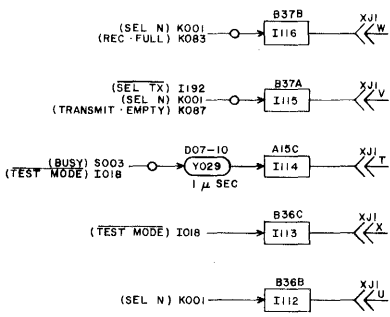 B37B XJ1
(SEL N) K001 I116 W
(REC · FULL) K083
B37A XJ1
(SEL TX) I192
(SEL N) K001 I115 V
(TRANSMIT · EMPTY) K087
D07-10 A15C XJ1
(BUSY) S003 Y029 I114 T
(TEST MODE) I018
1 μ SEC
B36C XJ1
(TEST MODE) I018 I113 X
B36B XJ1
(SEL N) K001 I112 U